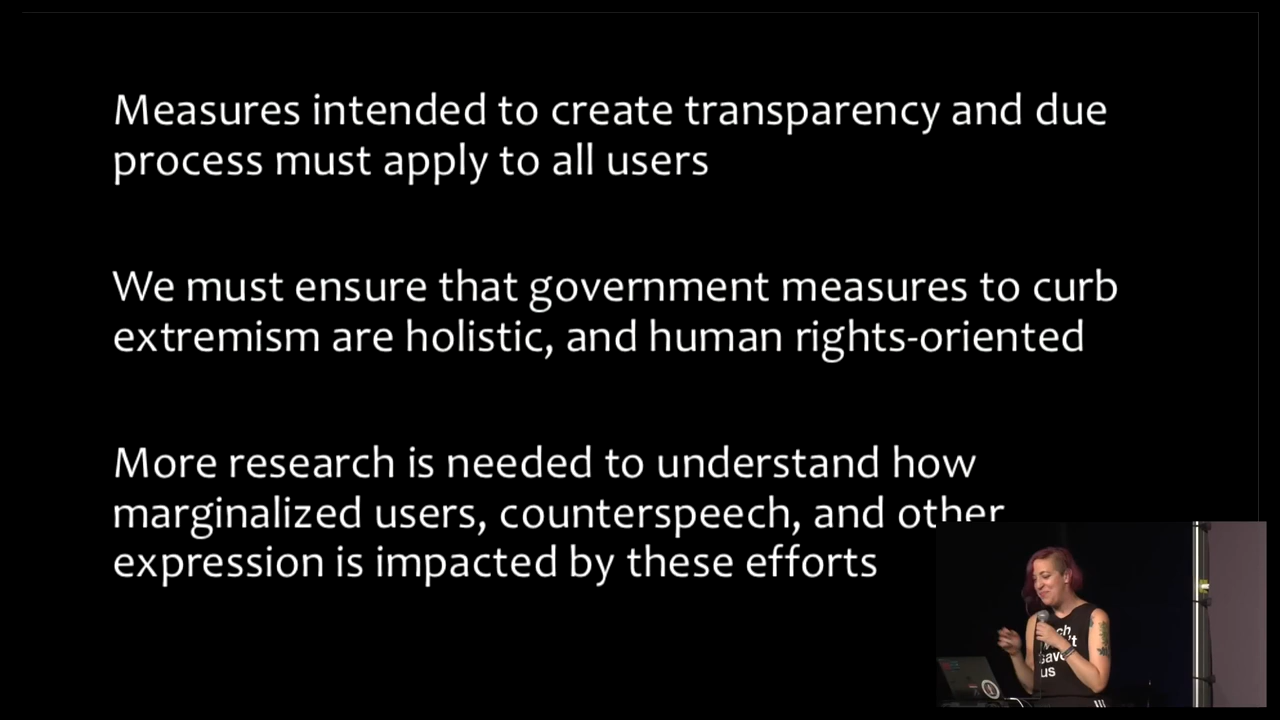 Measures intended to create transparency and due
process must apply to all users
We must ensure that government measures to curb
extremism are holistic, and human rights-oriented
More research is needed to understand how
marginalized users, counterspeech, and other
expression is impacted by these efforts
save
us